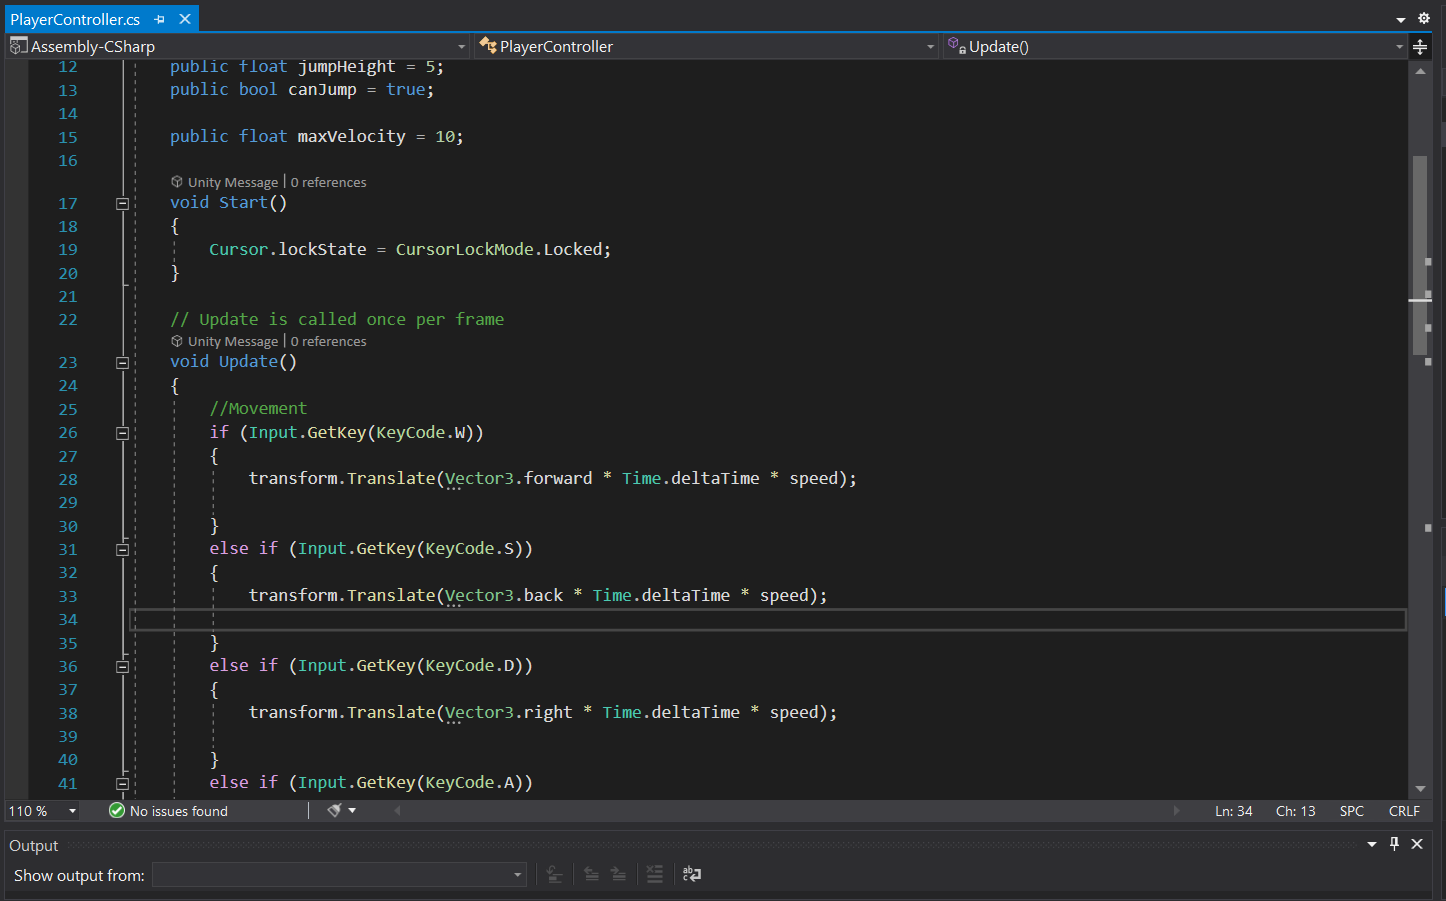 PlayerController.cs
Assembly-CSharp PlayerController Update()
12 public float jumpHeight = 5;
13 public bool canJump = true;
14
15 public float maxVelocity = 10;
16
Unity Message | 0 references
17 void Start()
18 {
19 Cursor.lockState = CursorLockMode.Locked;
20 }
21
22 // Update is called once per frame
Unity Message | 0 references
23 void Update()
24 {
25 //Movement
26 if (Input.GetKey(KeyCode.W))
27 {
28 transform.Translate(Vector3.forward * Time.deltaTime * speed);
29
30 }
31 else if (Input.GetKey(KeyCode.S))
32 {
33 transform.Translate(Vector3.back * Time.deltaTime * speed);
34
35 }
36 else if (Input.GetKey(KeyCode.D))
37 {
38 transform.Translate(Vector3.right * Time.deltaTime * speed);
39
40 }
41 else if (Input.GetKey(KeyCode.A))
110 % No issues found Ln: 34 Ch: 13 SPC CRLF
Output
Show output from: